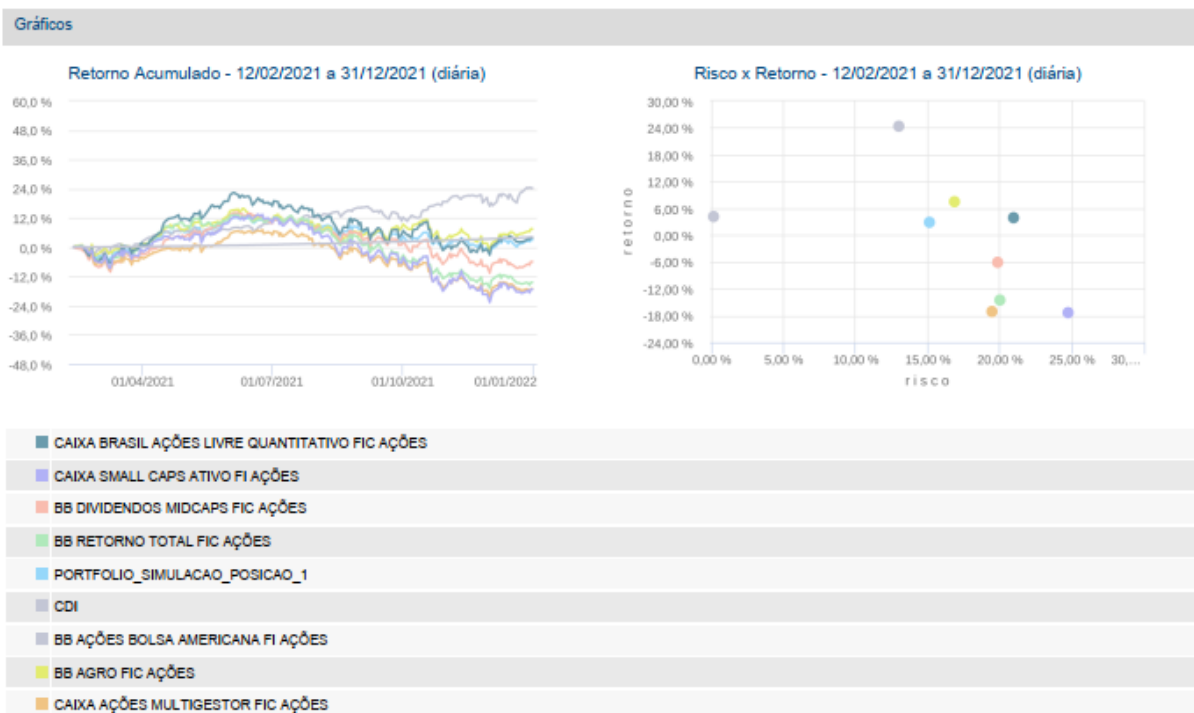 Gráficos
Retorno Acumulado - 12/02/2021 a 31/12/2021 (diária)
60,0 %
48,0 %
36,0 %
24,0 %
12,0 %
0,0 %
-12,0 %
-24,0 %
-36,0 %
-48,0 %
01/04/2021 01/07/2021 01/10/2021 01/01/2022
Risco x Retorno - 12/02/2021 a 31/12/2021 (diária)
retorno
30,00 %
24,00 %
18,00 %
12,00 %
6,00 %
0,00 %
-6,00 %
-12,00 %
-18,00 %
-24,00 %
0,00 % 5,00 % 10,00 % 15,00 % 20,00 % 25,00 % 30,...
risco
CAIXA BRASIL AÇÕES LIVRE QUANTITATIVO FIC AÇÕES
CAIXA SMALL CAPS ATIVO FI AÇÕES
BB DIVIDENDOS MIDCAPS FIC AÇÕES
BB RETORNO TOTAL FIC AÇÕES
PORTFOLIO_SIMULACAO_POSICAO_1
CDI
BB AÇÕES BOLSA AMERICANA FI AÇÕES
BB AGRO FIC AÇÕES
CAIXA AÇÕES MULTIGESTOR FIC AÇÕES